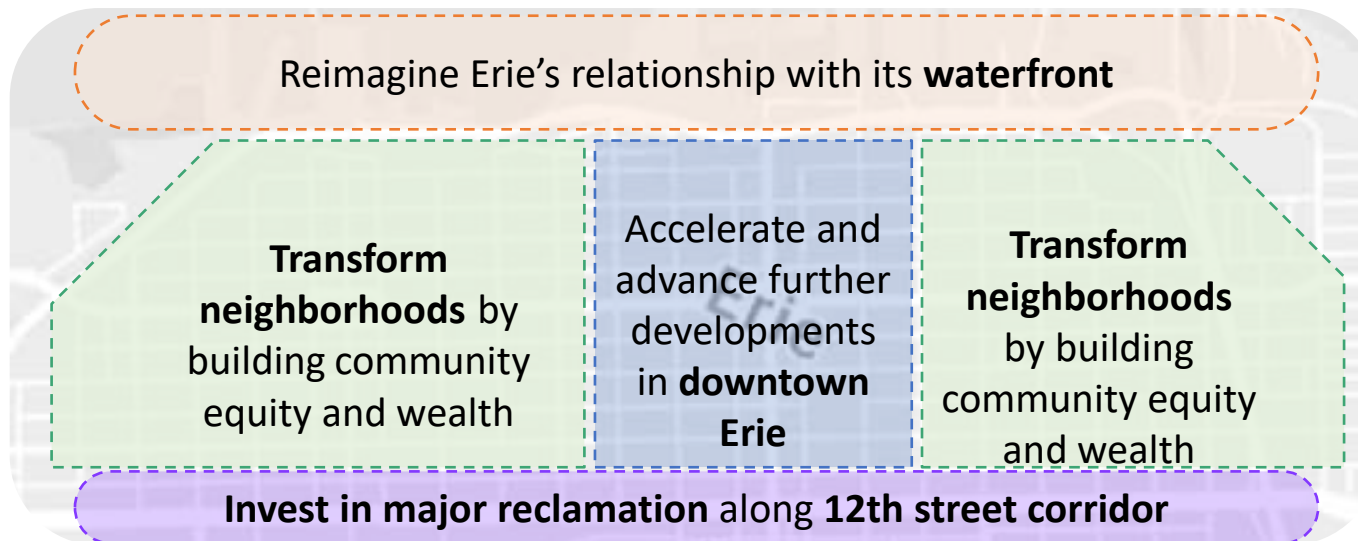 Reimagine Erie's relationship with its waterfront
Transform
neighborhoods by
building community
equity and wealth
Accelerate and
advance further
developments
in downtown
Erie
Erie
Transform
neighborhoods
by building
community equity
and wealth
Invest in major reclamation along 12th street corridor